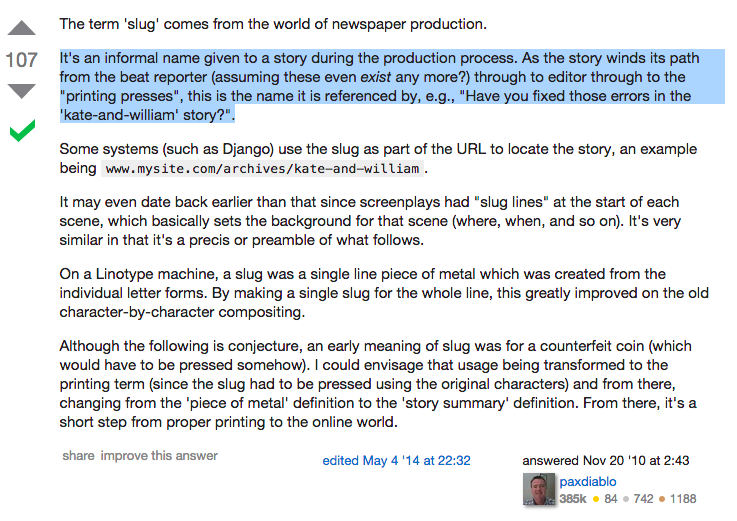 The term 'slug' comes from the world of newspaper production.
107
It's an informal name given to a story during the production process. As the story winds its path
from the beat reporter (assuming these even exist any more?) through to editor through to the
"printing presses", this is the name it is referenced by, e.g., "Have you fixed those errors in the
'kate-and-william' story?".
Some systems (such as Django) use the slug as part of the URL to locate the story, an example
being www.mysite.com/archives/kate-and-william .
It may even date back earlier than that since screenplays had "slug lines" at the start of each
scene, which basically sets the background for that scene (where, when, and so on). It's very
similar in that it's a precis or preamble of what follows.
On a Linotype machine, a slug was a single line piece of metal which was created from the
individual letter forms. By making a single slug for the whole line, this greatly improved on the old
character-by-character compositing.
Although the following is conjecture, an early meaning of slug was for a counterfeit coin (which
would have to be pressed somehow). I could envisage that usage being transformed to the
printing term (since the slug had to be pressed using the original characters) and from there,
changing from the 'piece of metal' definition to the 'story summary' definition. From there, it's a
short step from proper printing to the online world.
share improve this answer
edited May 4 '14 at 22:32
answered Nov 20 '10 at 2:43
paxdiablo
385k 84 742 1188